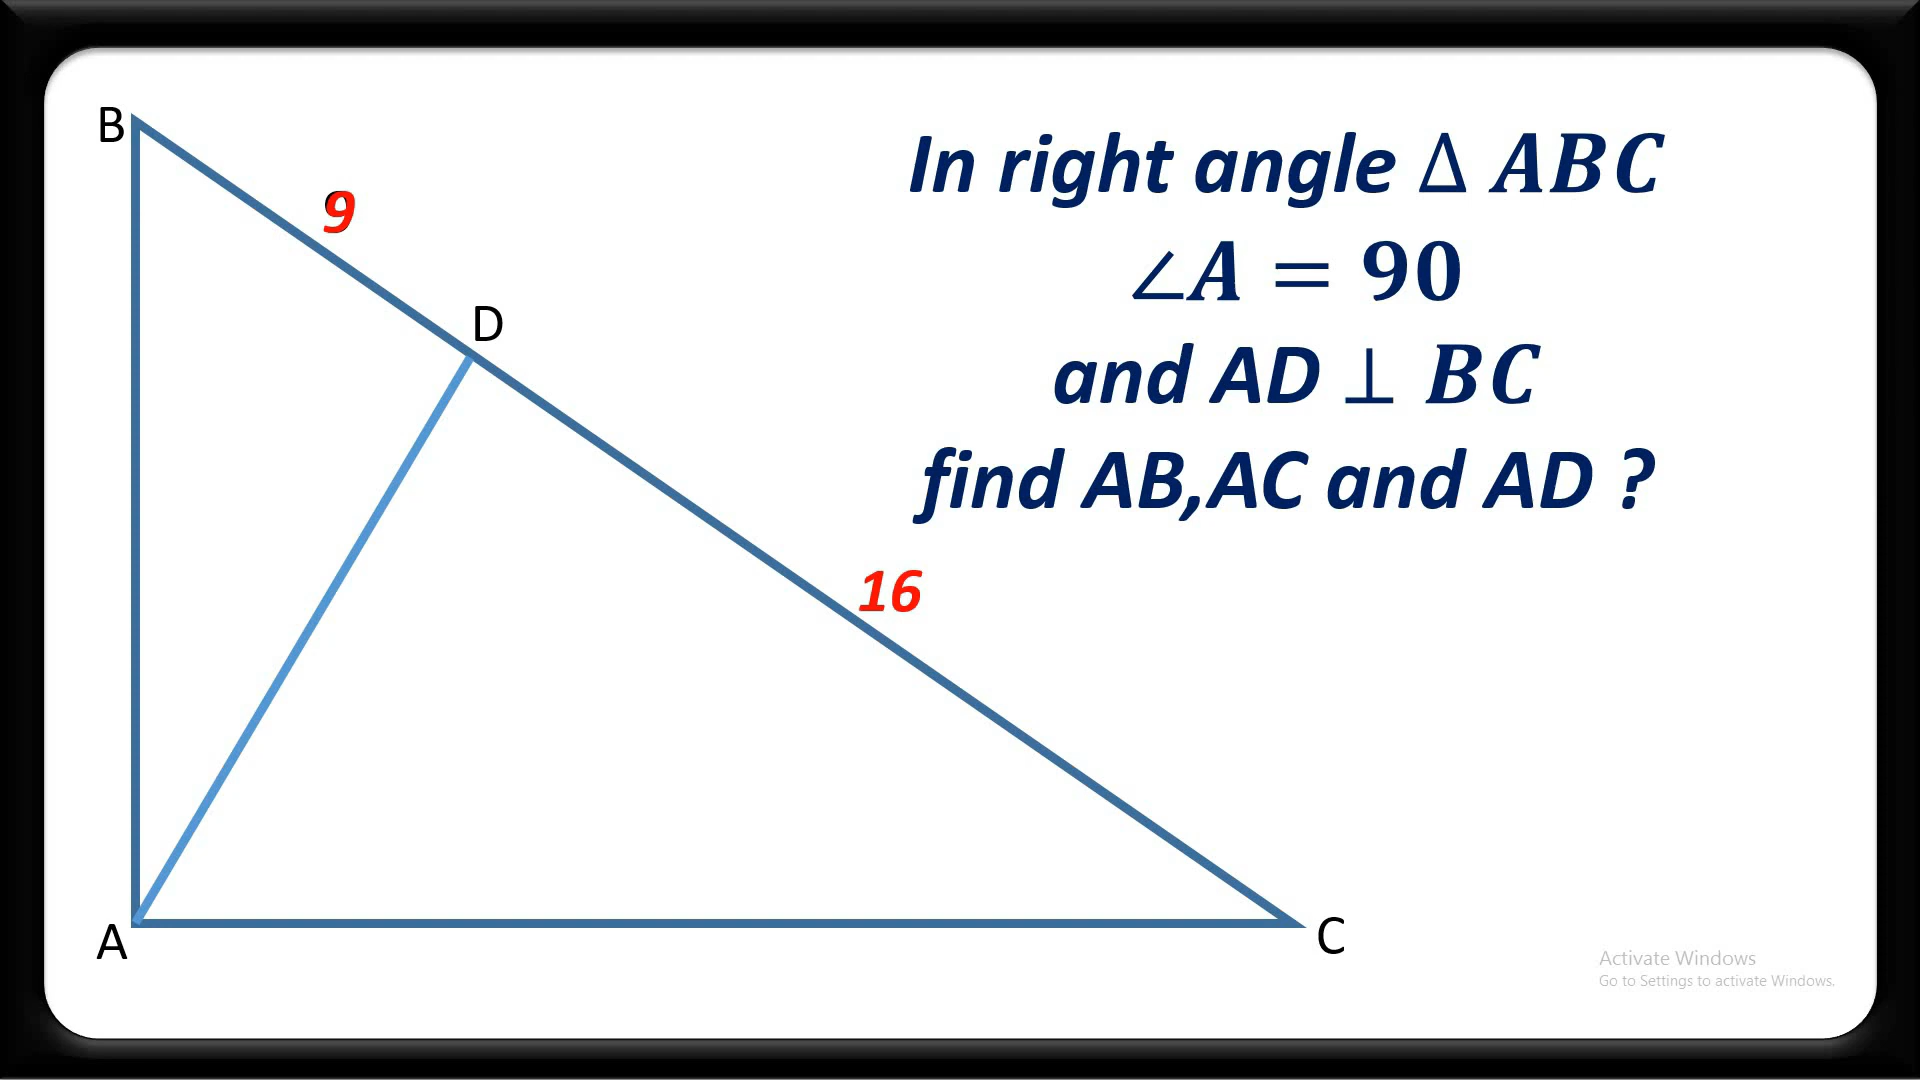 B
9
D
16
A
C
In right angle Δ ABC
∠A = 90
and AD ⊥ BC
find AB,AC and AD ?
Activate Windows
Go to Settings to activate Windows.